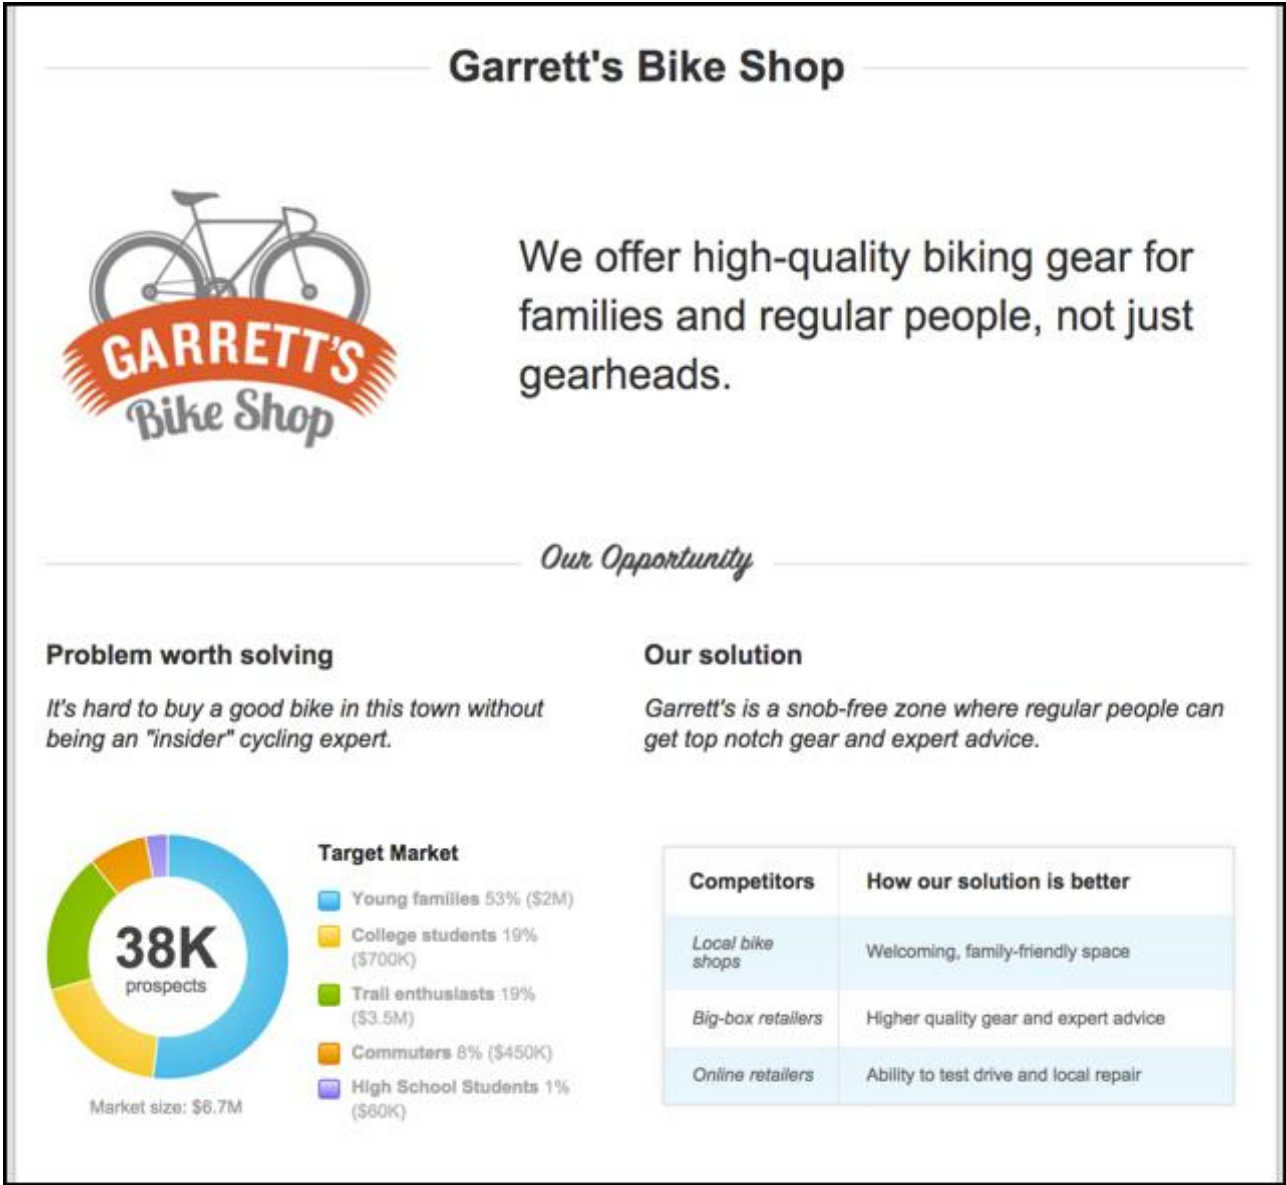 Garrett's Bike Shop
GARRETT'S
Bike Shop
We offer high-quality biking gear for
families and regular people, not just
gearheads.
Our Opportunity
Problem worth solving
It's hard to buy a good bike in this town without
being an "insider" cycling expert.
Our solution
Garrett's is a snob-free zone where regular people can
get top notch gear and expert advice.
38K
prospects
Market size: $6.7M
Target Market
Young families 53% ($2M)
College students 19%
($700K)
Trail enthusiasts 19%
($3.5M)
Commuters 8% ($450K)
High School Students 1%
($60K)
Competitors How our solution is better
Local bike
shops
Welcoming, family-friendly space
Big-box retailers Higher quality gear and expert advice
Online retailers Ability to test drive and local repair